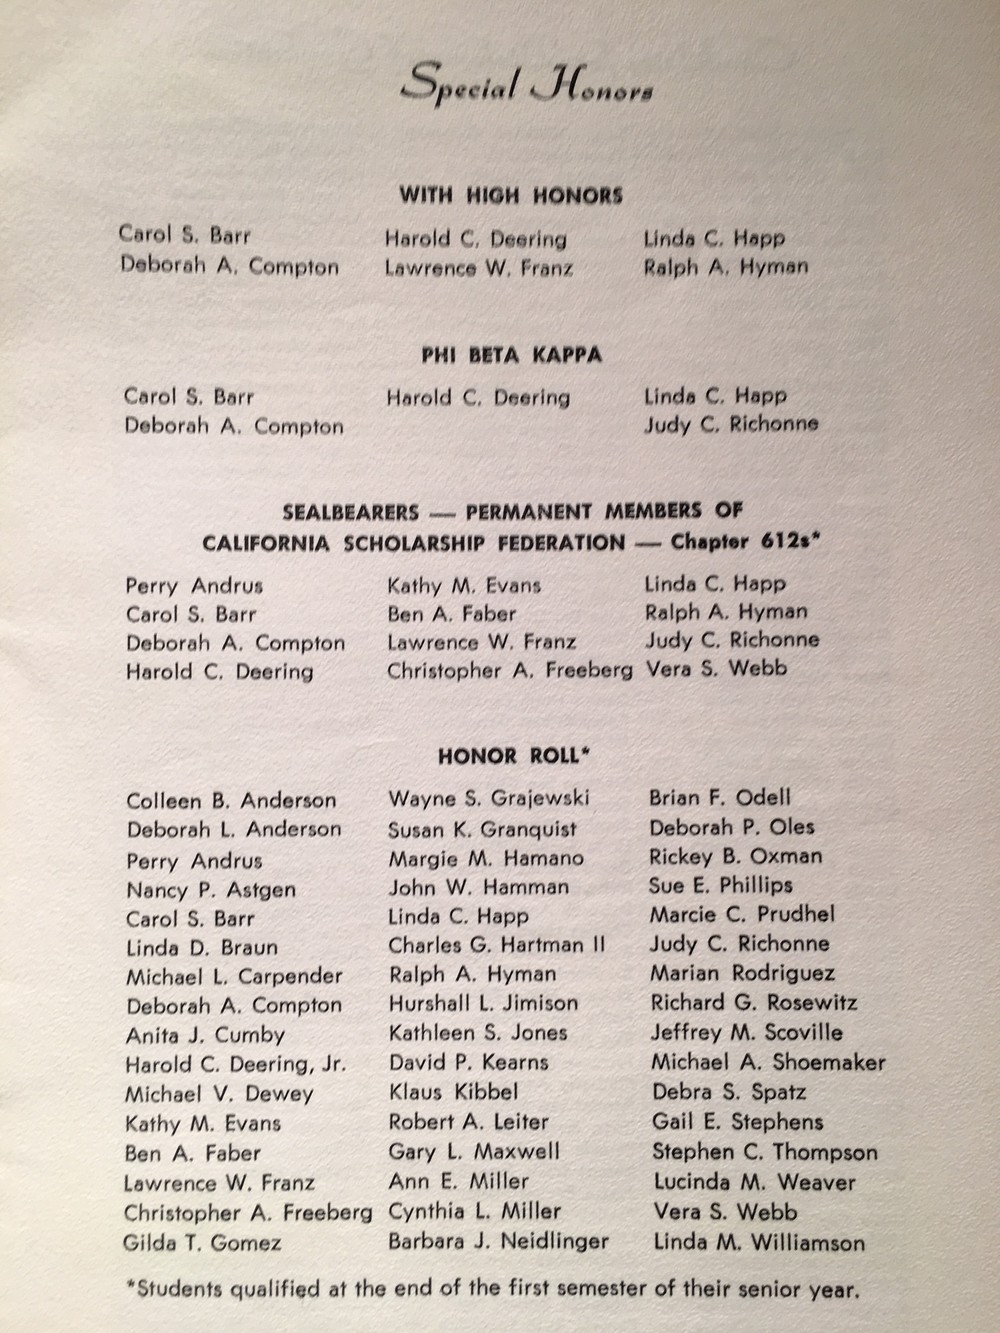 Special Honors
WITH HIGH HONORS
Carol S. Barr Harold C. Deering Linda C. Happ
Deborah A. Compton Lawrence W. Franz Ralph A. Hyman
PHI BETA KAPPA
Carol S. Barr Harold C. Deering Linda C. Happ
Deborah A. Compton Judy C. Richonne
SEALBEARERS — PERMANENT MEMBERS OF
CALIFORNIA SCHOLARSHIP FEDERATION — Chapter 612s*
Perry Andrus Kathy M. Evans Linda C. Happ
Carol S. Barr Ben A. Faber Ralph A. Hyman
Deborah A. Compton Lawrence W. Franz Judy C. Richonne
Harold C. Deering Christopher A. Freeberg Vera S. Webb
HONOR ROLL*
Colleen B. Anderson Wayne S. Grajewski Brian F. Odell
Deborah L. Anderson Susan K. Granquist Deborah P. Oles
Perry Andrus Margie M. Hamano Rickey B. Oxman
Nancy P. Astgen John W. Hamman Sue E. Phillips
Carol S. Barr Linda C. Happ Marcie C. Prudhel
Linda D. Braun Charles G. Hartman II Judy C. Richonne
Michael L. Carpender Ralph A. Hyman Marian Rodriguez
Deborah A. Compton Hurshall L. Jimison Richard G. Rosewitz
Anita J. Cumby Kathleen S. Jones Jeffrey M. Scoville
Harold C. Deering, Jr. David P. Kearns Michael A. Shoemaker
Michael V. Dewey Klaus Kibbel Debra S. Spatz
Kathy M. Evans Robert A. Leiter Gail E. Stephens
Ben A. Faber Gary L. Maxwell Stephen C. Thompson
Lawrence W. Franz Ann E. Miller Lucinda M. Weaver
Christopher A. Freeberg Cynthia L. Miller Vera S. Webb
Gilda T. Gomez Barbara J. Neidlinger Linda M. Williamson
*Students qualified at the end of the first semester of their senior year.